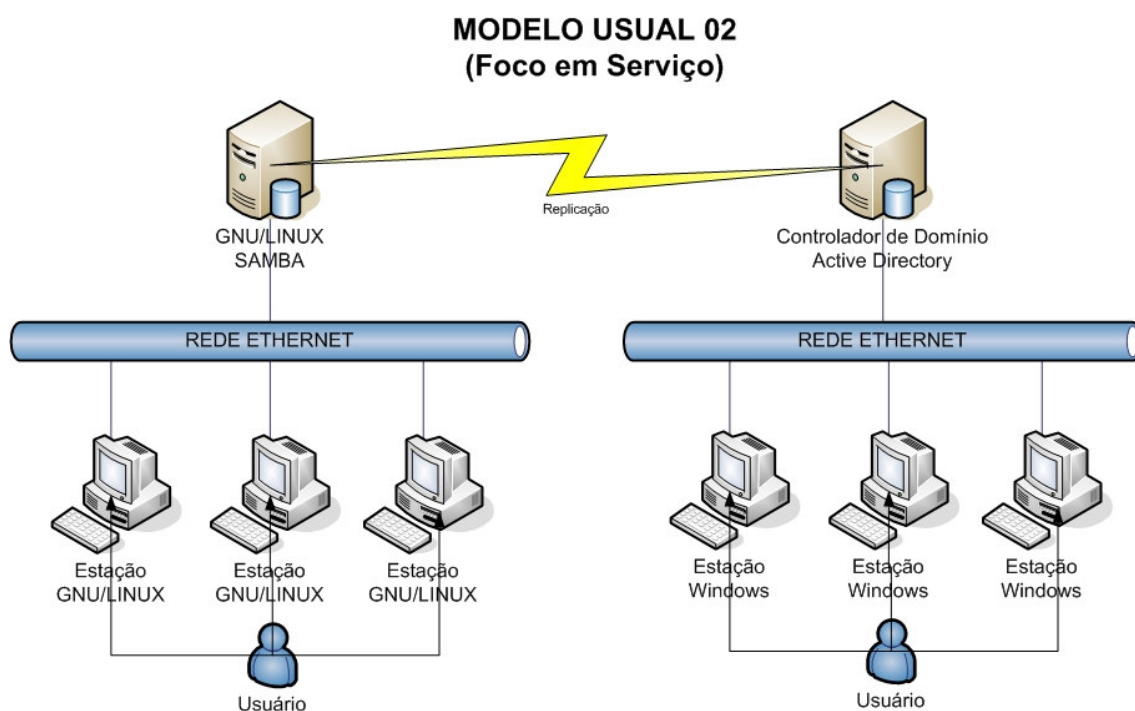 MODELO USUAL 02
(Foco em Serviço)
Replicação
GNU/LINUX
SAMBA
Controlador de Domínio
Active Directory
REDE ETHERNET
REDE ETHERNET
Estação
GNU/LINUX
Estação
GNU/LINUX
Estação
GNU/LINUX
Estação
Windows
Estação
Windows
Estação
Windows
Usuário
Usuário